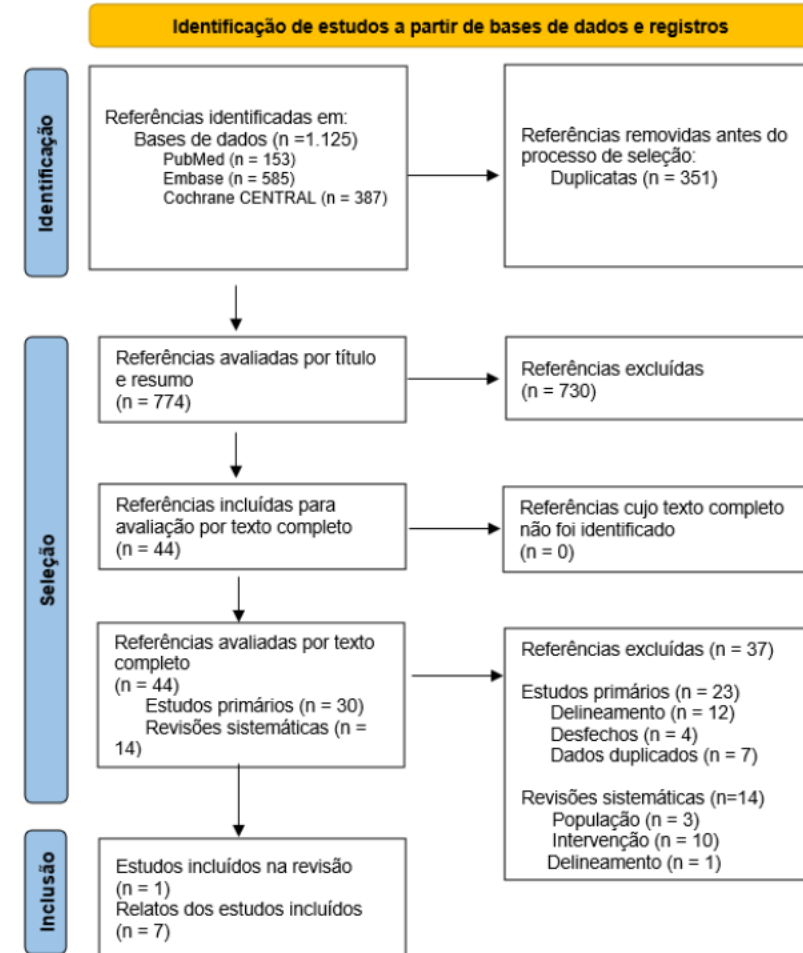 Identificação de estudos a partir de bases de dados e registros
Identificação
Referências identificadas em:
Bases de dados (n =1.125)
PubMed (n = 153)
Embase (n = 585)
Cochrane CENTRAL (n = 387)
Referências removidas antes do
processo de seleção:
Duplicatas (n = 351)
Seleção
Referências avaliadas por título
e resumo
(n = 774)
Referências excluídas
(n = 730)
Referências incluídas para
avaliação por texto completo
(n = 44)
Referências cujo texto completo
não foi identificado
(n = 0)
Referências avaliadas por texto
completo
(n = 44)
Estudos primários (n = 30)
Revisões sistemáticas (n =
14)
Referências excluídas (n = 37)
Estudos primários (n = 23)
Delineamento (n = 12)
Desfechos (n = 4)
Dados duplicados (n = 7)
Revisões sistemáticas (n=14)
População (n = 3)
Intervenção (n = 10)
Delineamento (n = 1)
Inclusão
Estudos incluídos na revisão
(n = 1)
Relatos dos estudos incluídos
(n = 7)